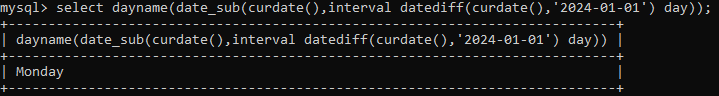 mysql> select dayname(date_sub(curdate(),interval datediff(curdate(),'2024-01-01') day));
+--------------------------------------------------------------------------+
| dayname(date_sub(curdate(),interval datediff(curdate(),'2024-01-01') day)) |
+--------------------------------------------------------------------------+
| Monday                                                                     |
+--------------------------------------------------------------------------+